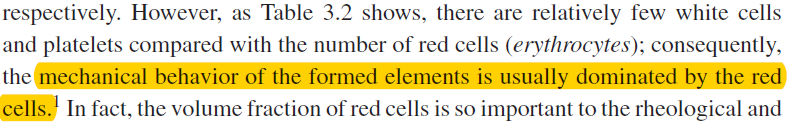 respectively. However, as Table 3.2 shows, there are relatively few white cells
and platelets compared with the number of red cells (erythrocytes); consequently,
the mechanical behavior of the formed elements is usually dominated by the red
cells.¹ In fact, the volume fraction of red cells is so important to the rheological and